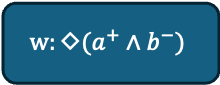 w: ◇(a⁺ ∧ b⁻)